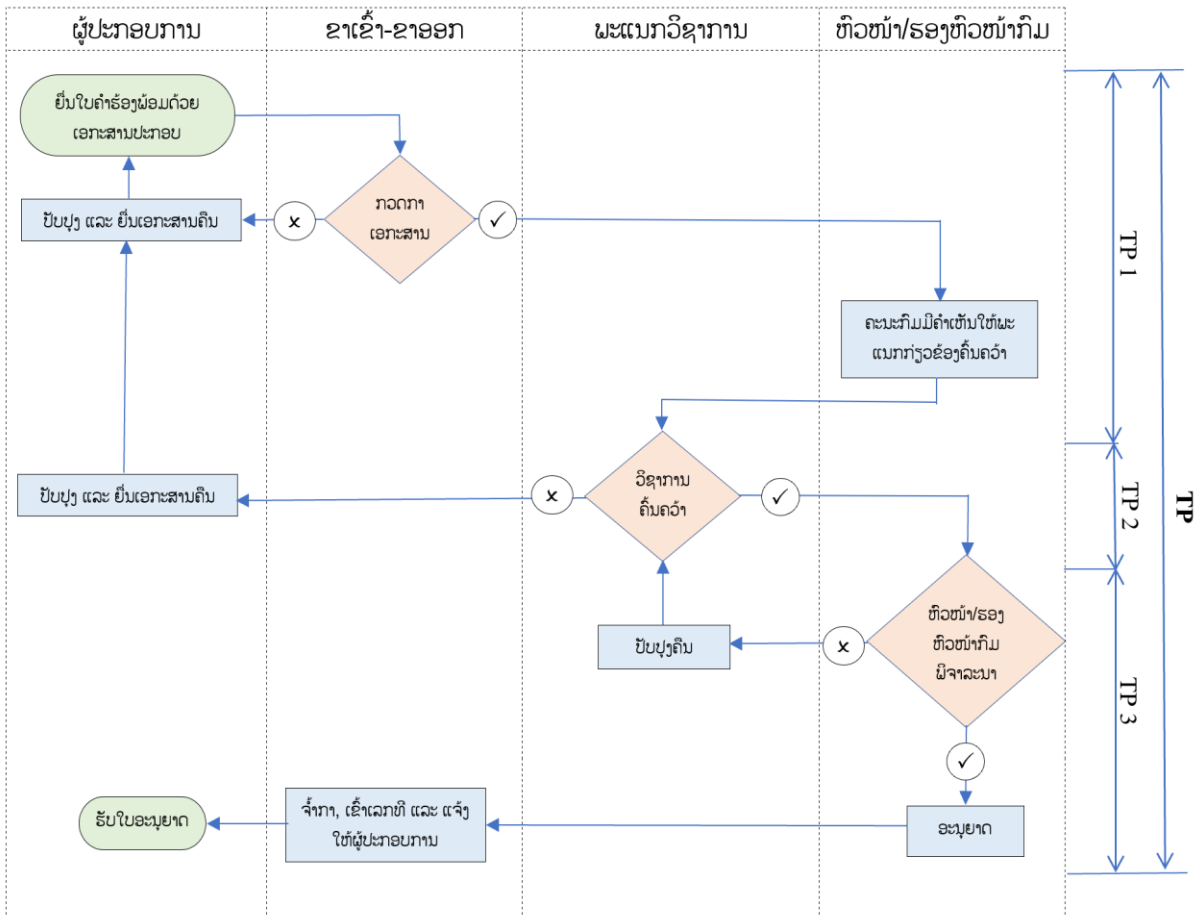 ຜູ້ປະກອບການ
ຂາເຂົ້າ-ຂາອອກ
ພະແນກວິຊາການ
ຫົວໜ້າ/ຮອງຫົວໜ້າກົມ
ຍື່ນໃບຄຳຮ້ອງພ້ອມດ້ວຍ
ເອກະສານປະກອບ
ກວດກາ
ເອກະສານ
x
✓
ປັບປຸງ ແລະ ຍື່ນເອກະສານຄືນ
ຄະນະກົມມີຄຳເຫັນໃຫ້ພະ
ແນກກ່ຽວຂ້ອງຄົ້ນຄວ້າ
TP 1
ວິຊາການ
ຄົ້ນຄວ້າ
x
✓
ປັບປຸງ ແລະ ຍື່ນເອກະສານຄືນ
TP 2
TP
ຫົວໜ້າ/ຮອງ
ຫົວໜ້າກົມ
ພິຈາລະນາ
x
ປັບປຸງຄືນ
TP 3
✓
ອະນຸຍາດ
ຈ້ຳກາ, ເຂົ້າເລກທີ ແລະ ແຈ້ງ
ໃຫ້ຜູ້ປະກອບການ
ຮັບໃບອະນຸຍາດ